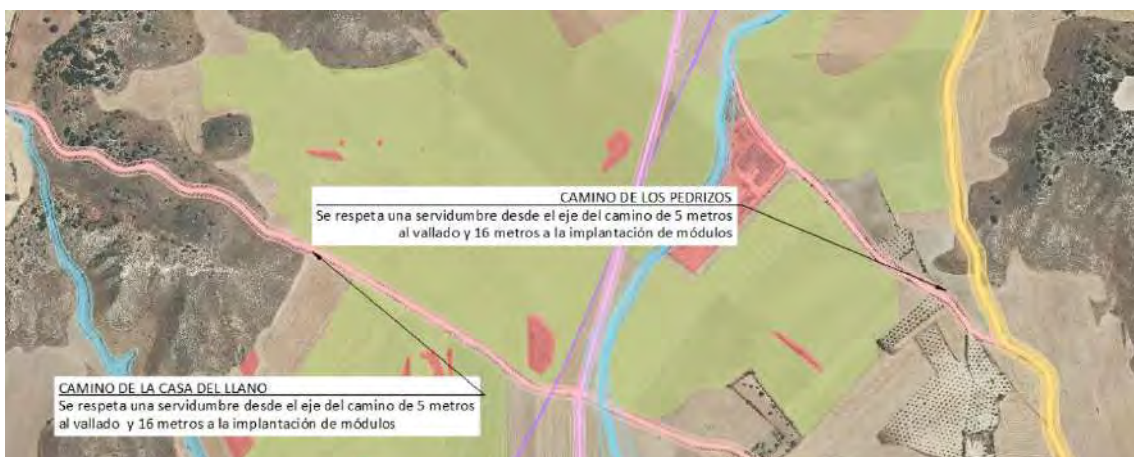 CAMINO DE LOS PEDRIZOS
Se respeta una servidumbre desde el eje del camino de 5 metros
al vallado y 16 metros a la implantación de módulos
CAMINO DE LA CASA DEL LLANO
Se respeta una servidumbre desde el eje del camino de 5 metros
al vallado y 16 metros a la implantación de módulos